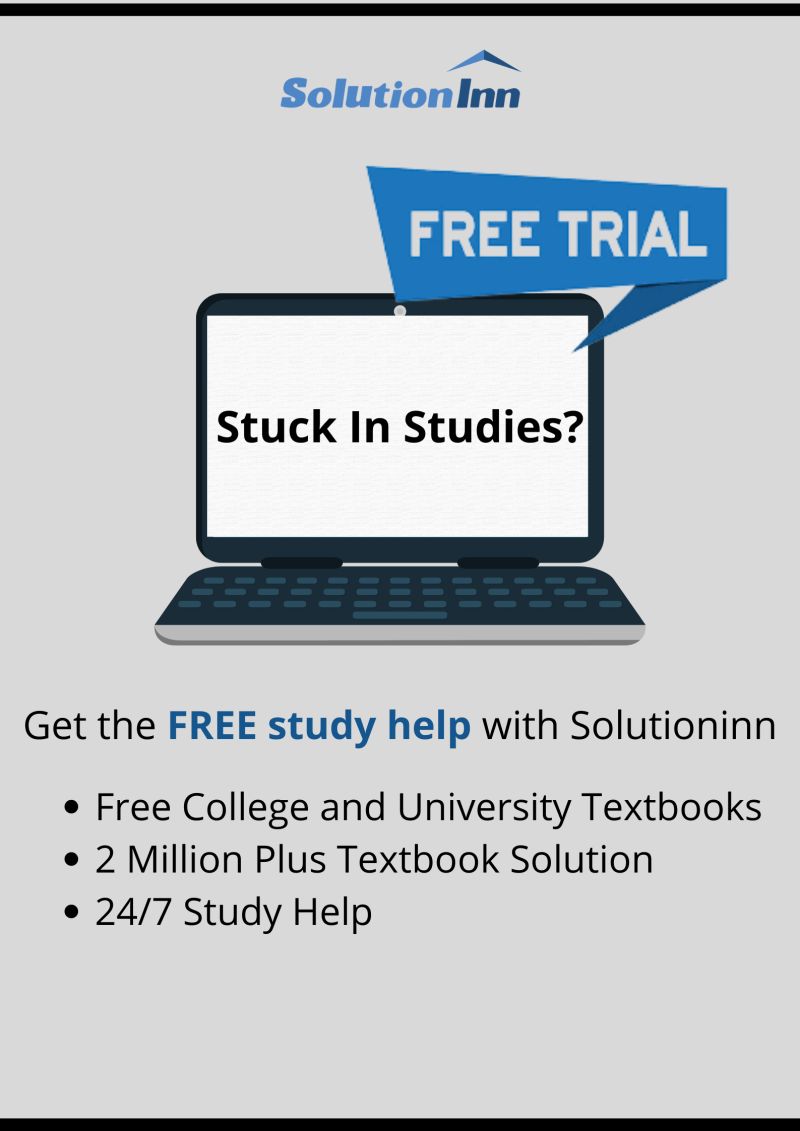 SolutionInn
FREE TRIAL
Stuck In Studies?
Get the FREE study help with Solutioninn
• Free College and University Textbooks
• 2 Million Plus Textbook Solution
• 24/7 Study Help